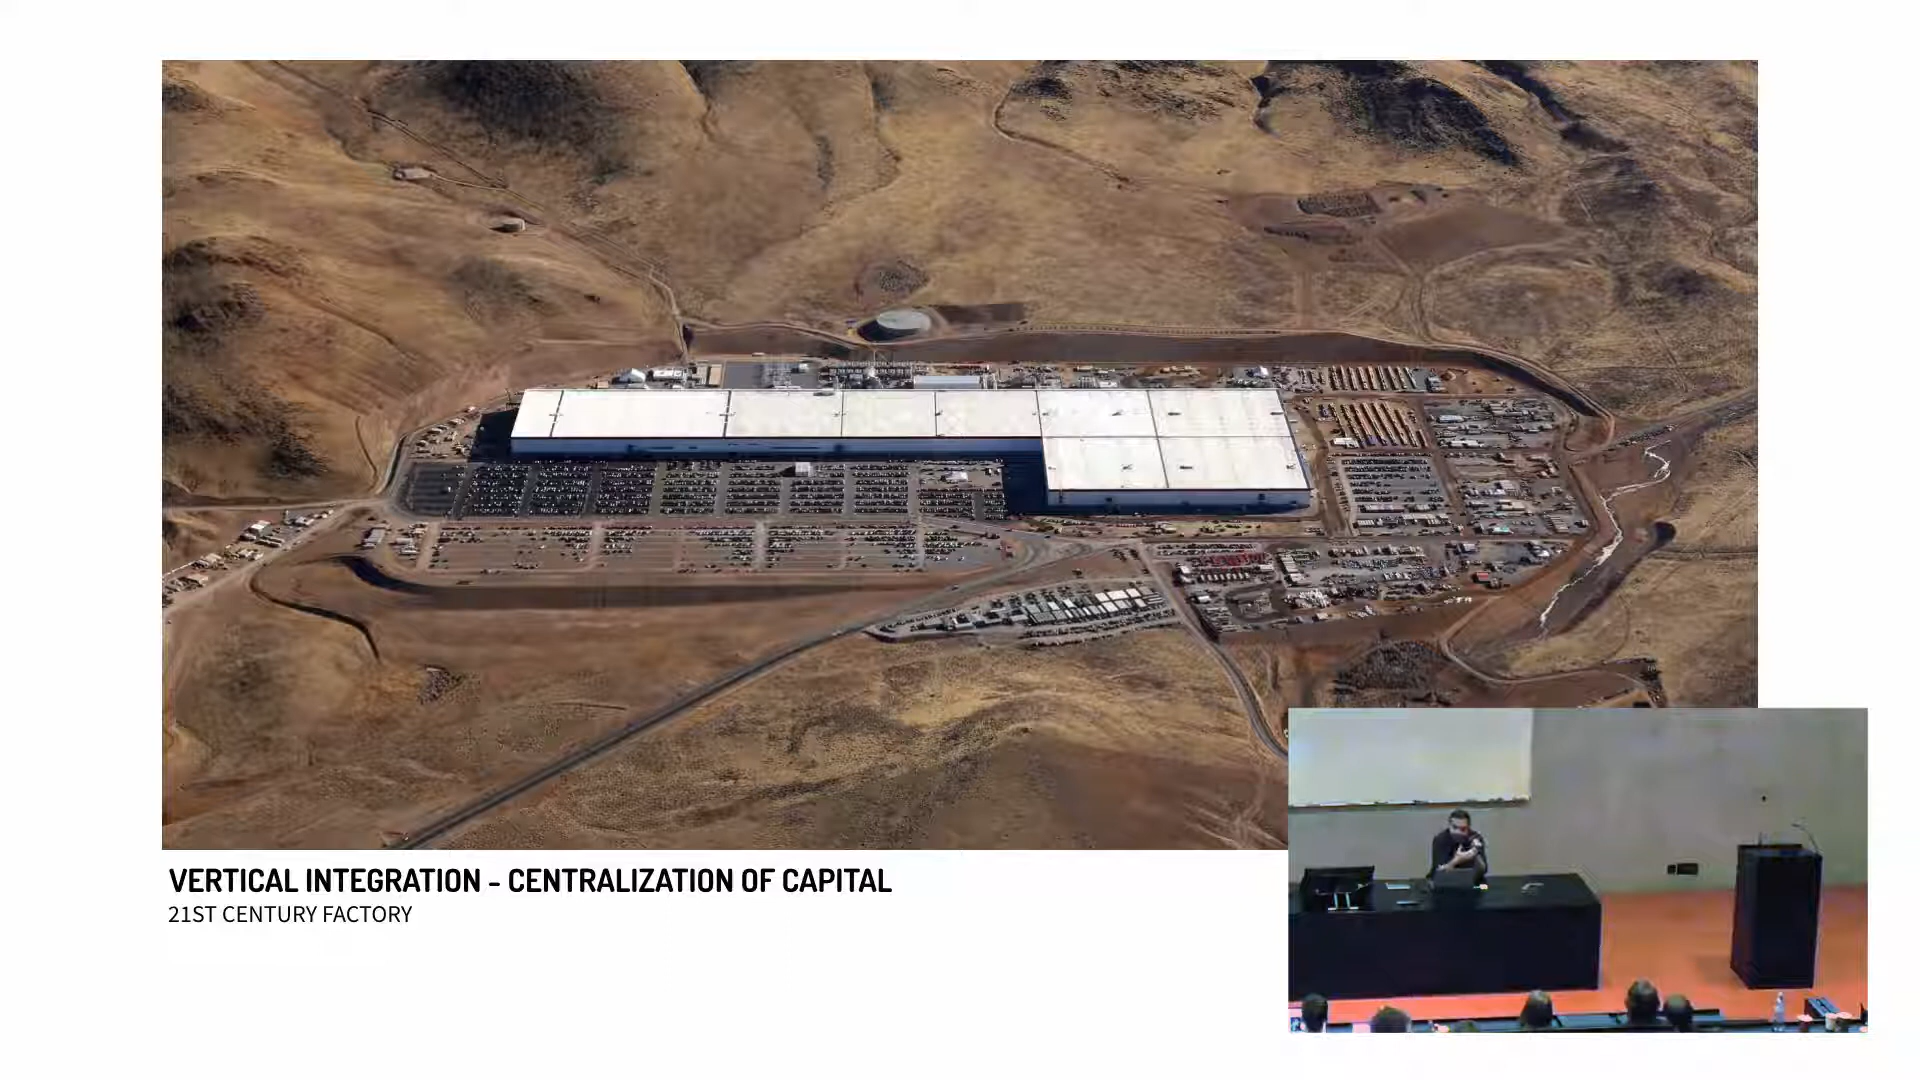 VERTICAL INTEGRATION - CENTRALIZATION OF CAPITAL
21ST CENTURY FACTORY